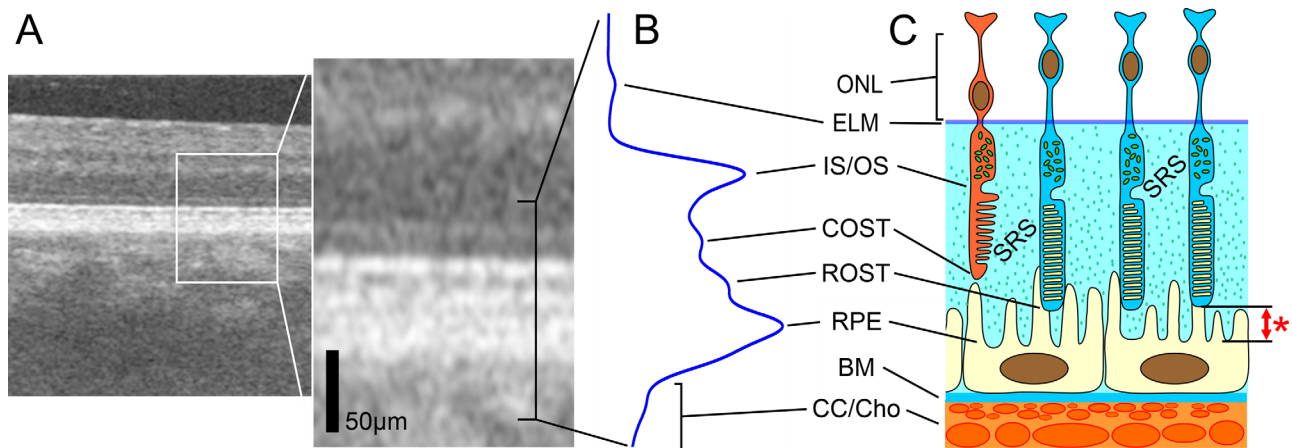 A
B
C
ONL
ELM
IS/OS
SRS
COST
SRS
ROST
RPE
*
BM
50µm
CC/Cho